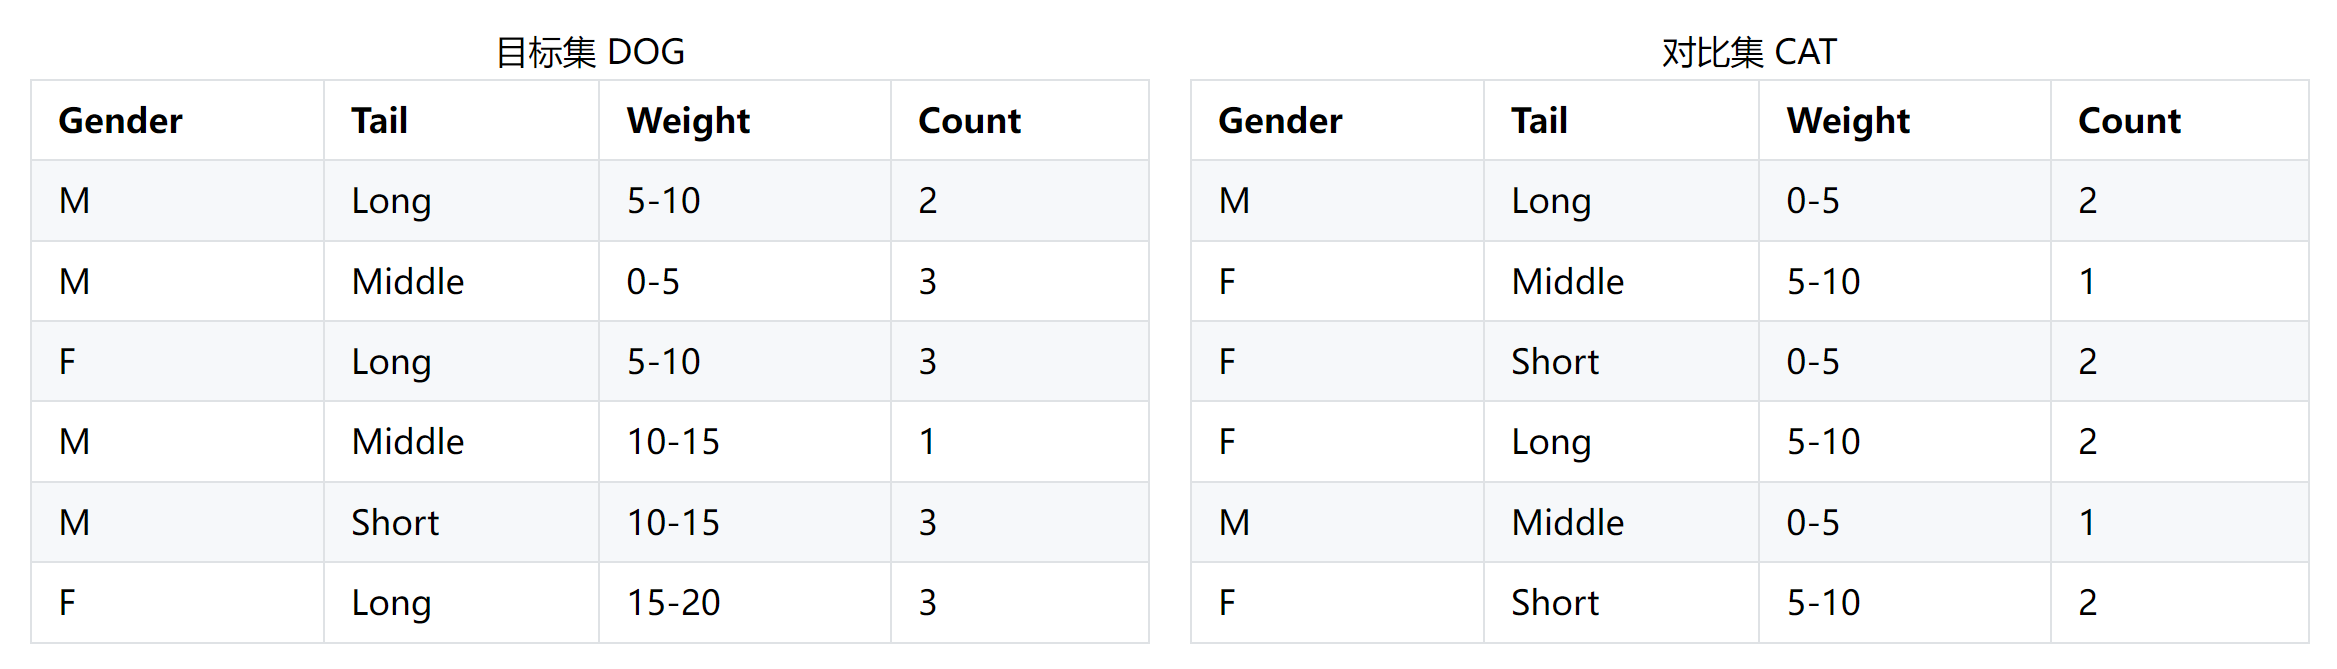 目标集 DOG
Gender Tail Weight Count
M Long 5-10 2
M Middle 0-5 3
F Long 5-10 3
M Middle 10-15 1
M Short 10-15 3
F Long 15-20 3
对比集 CAT
Gender Tail Weight Count
M Long 0-5 2
F Middle 5-10 1
F Short 0-5 2
F Long 5-10 2
M Middle 0-5 1
F Short 5-10 2